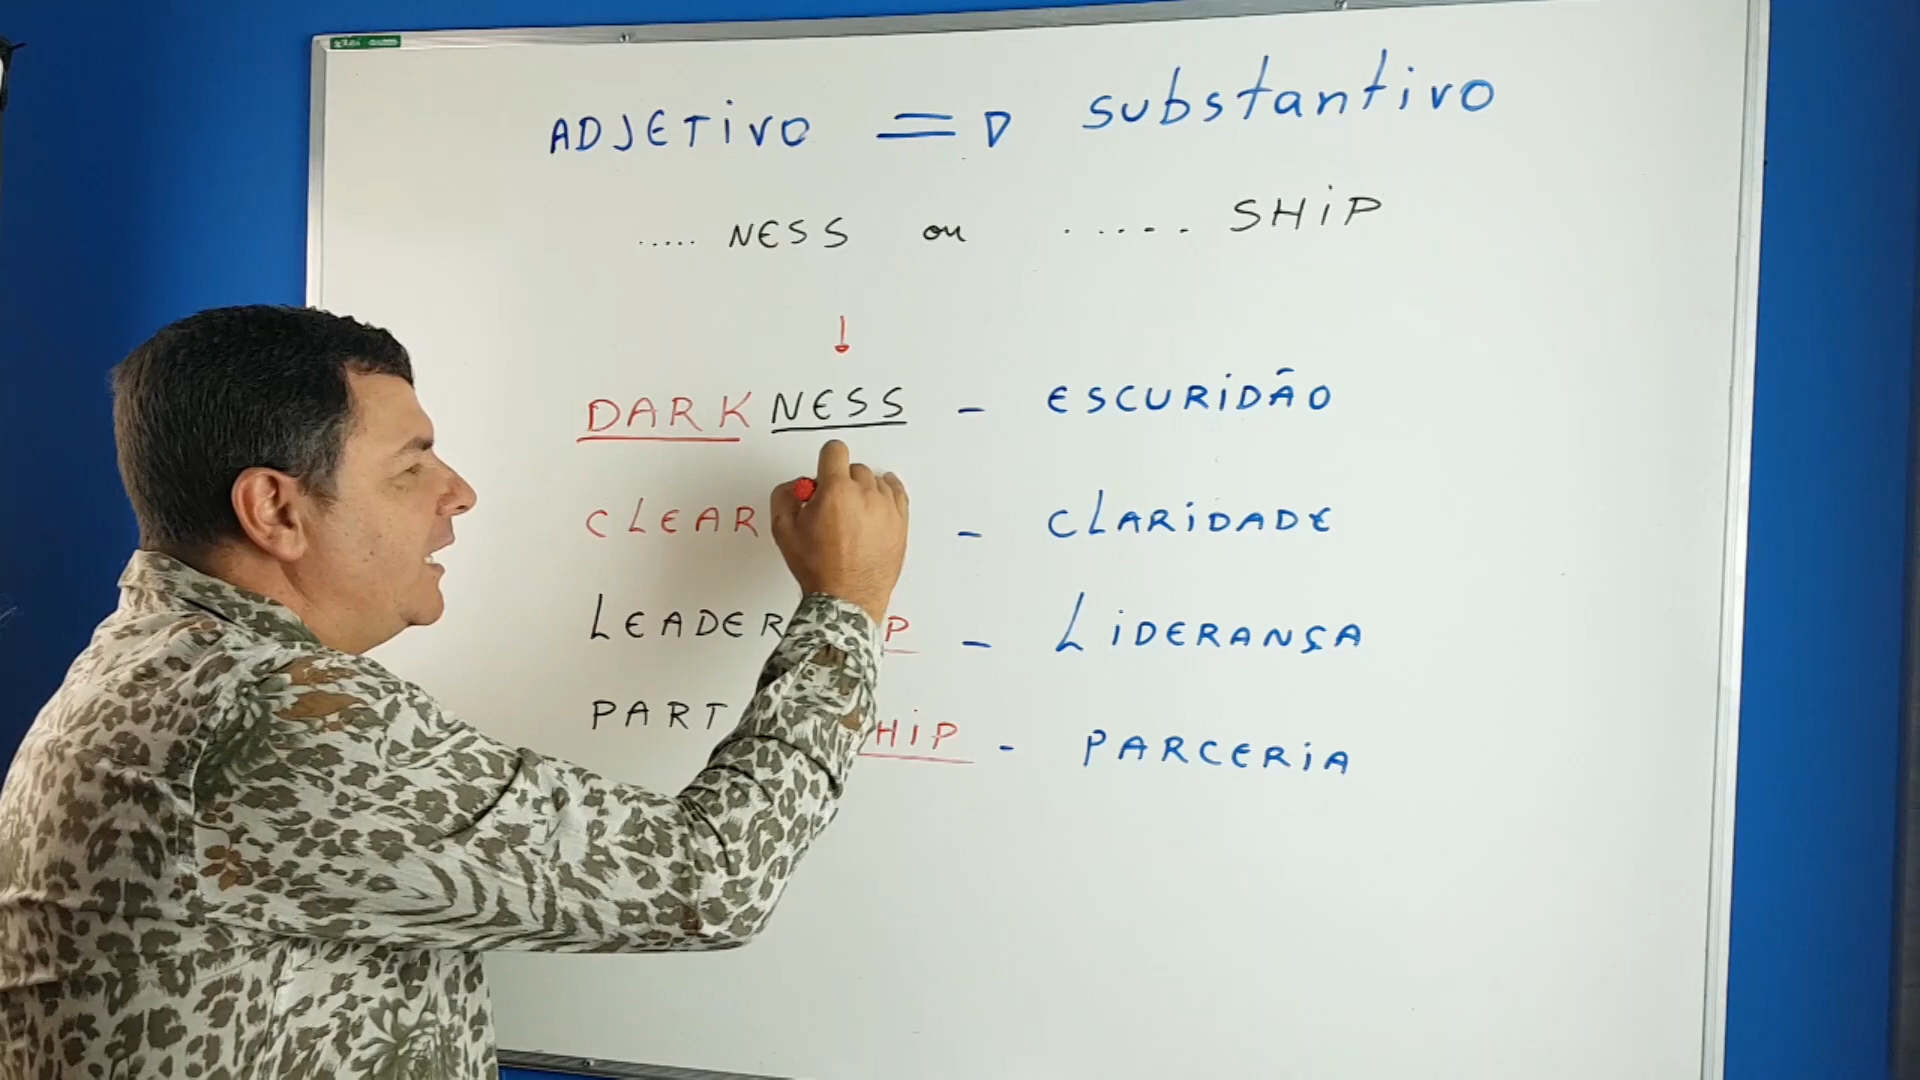 ADJETIVO => SUBSTANTIVO
..... NESS ou ...... SHIP
DARKNESS - ESCURIDÃO
CLEAR - CLARIDADE
LEADER P - LIDERANÇA
PART HIP - PARCERIA